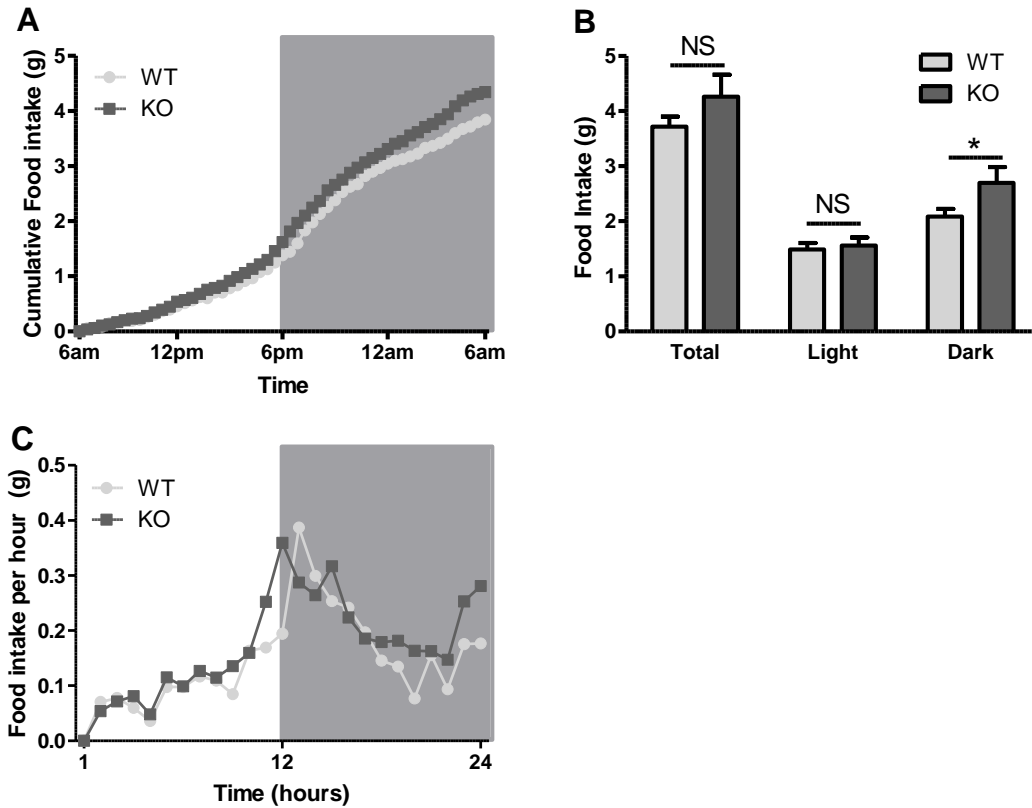 A
Cumulative Food intake (g)
5
4
3
2
1
0
WT
KO
6am
12pm
6pm
12am
6am
Time
B
Food Intake (g)
5
4
3
2
1
0
NS
NS
*
WT
KO
Total
Light
Dark
C
Food intake per hour (g)
0.5
0.4
0.3
0.2
0.1
0.0
WT
KO
1
12
24
Time (hours)